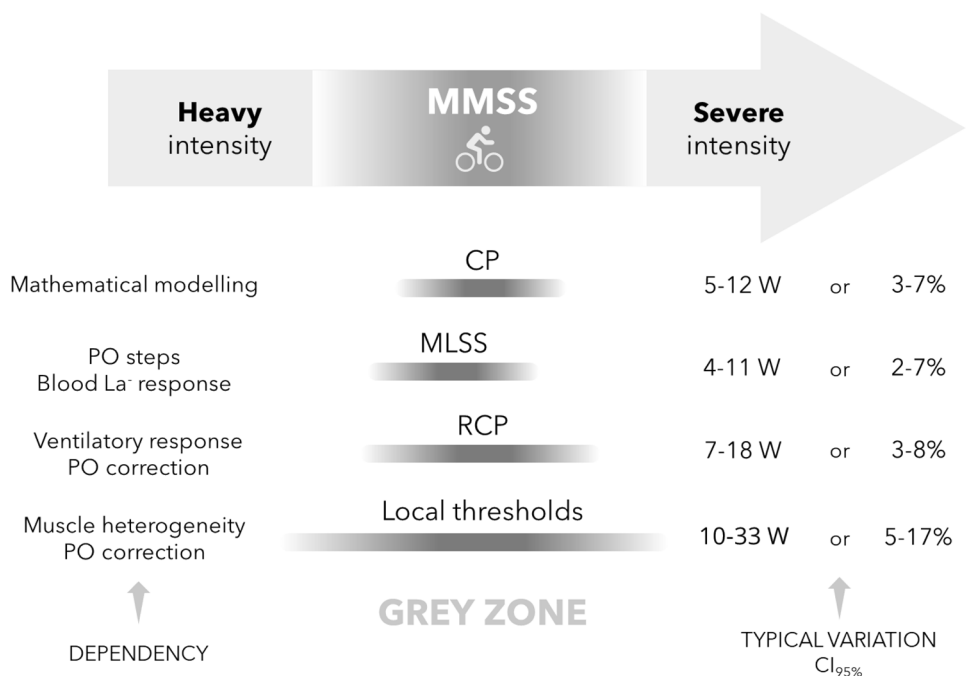 Heavy
intensity
MMSS
Severe
intensity
CP
Mathematical modelling
5-12 W or 3-7%
MLSS
PO steps
Blood La⁻ response
4-11 W or 2-7%
RCP
Ventilatory response
PO correction
7-18 W or 3-8%
Local thresholds
Muscle heterogeneity
PO correction
10-33 W or 5-17%
GREY ZONE
DEPENDENCY
TYPICAL VARIATION
CI95%